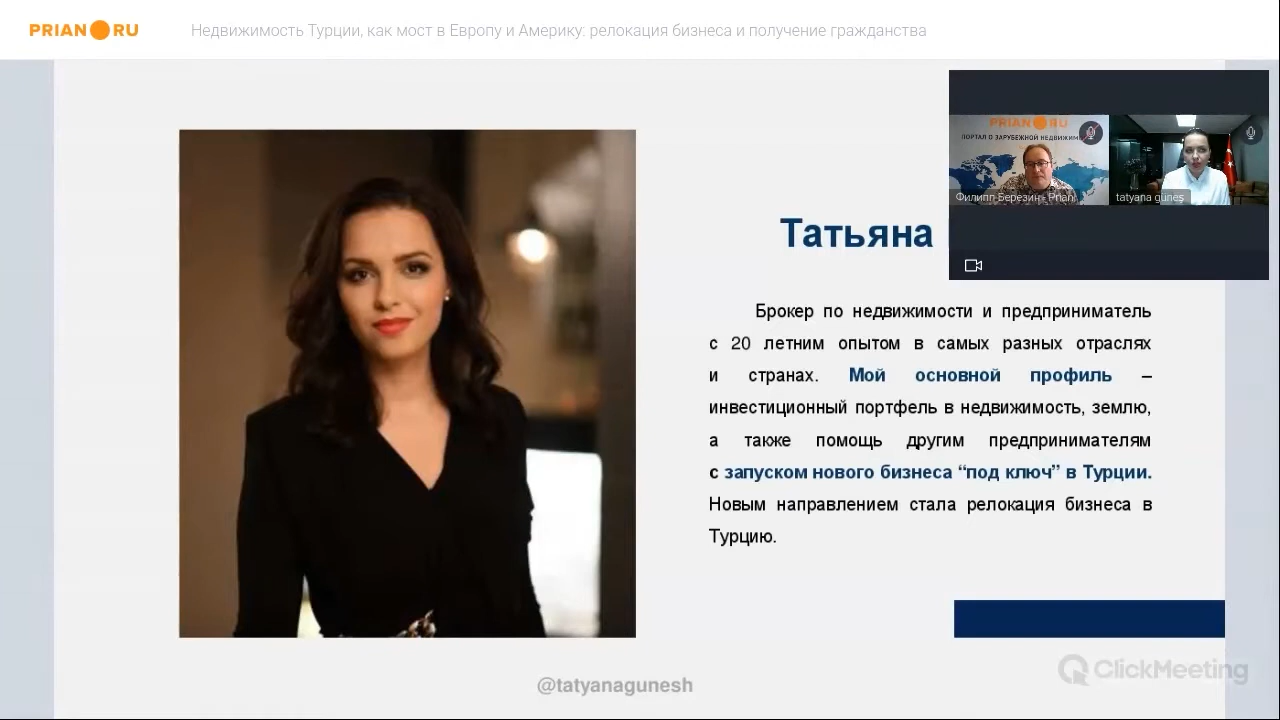 PRIAN RU
Недвижимость Турции, как мост в Европу и Америку: релокация бизнеса и получение гражданства
PRIAN RU
ПОРТАЛ О ЗАРУБЕЖНОЙ НЕДВИЖИМ
Филипп Березин - Prian.
tatyana guneş
Татьяна
Брокер по недвижимости и предприниматель
с 20 летним опытом в самых разных отраслях
и странах. Мой основной профиль –
инвестиционный портфель в недвижимость, землю,
а также помощь другим предпринимателям
с запуском нового бизнеса “под ключ” в Турции.
Новым направлением стала релокация бизнеса в
Турцию.
@tatyanagunesh
ClickMeeting